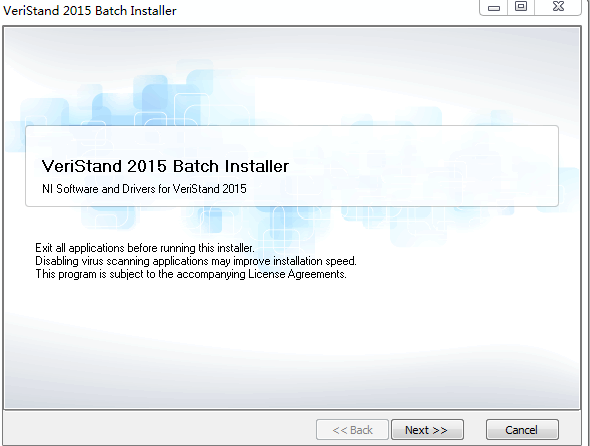 VeriStand 2015 Batch Installer
VeriStand 2015 Batch Installer
NI Software and Drivers for VeriStand 2015
Exit all applications before running this installer.
Disabling virus scanning applications may improve installation speed.
This program is subject to the accompanying License Agreements.
<< Back Next >> Cancel